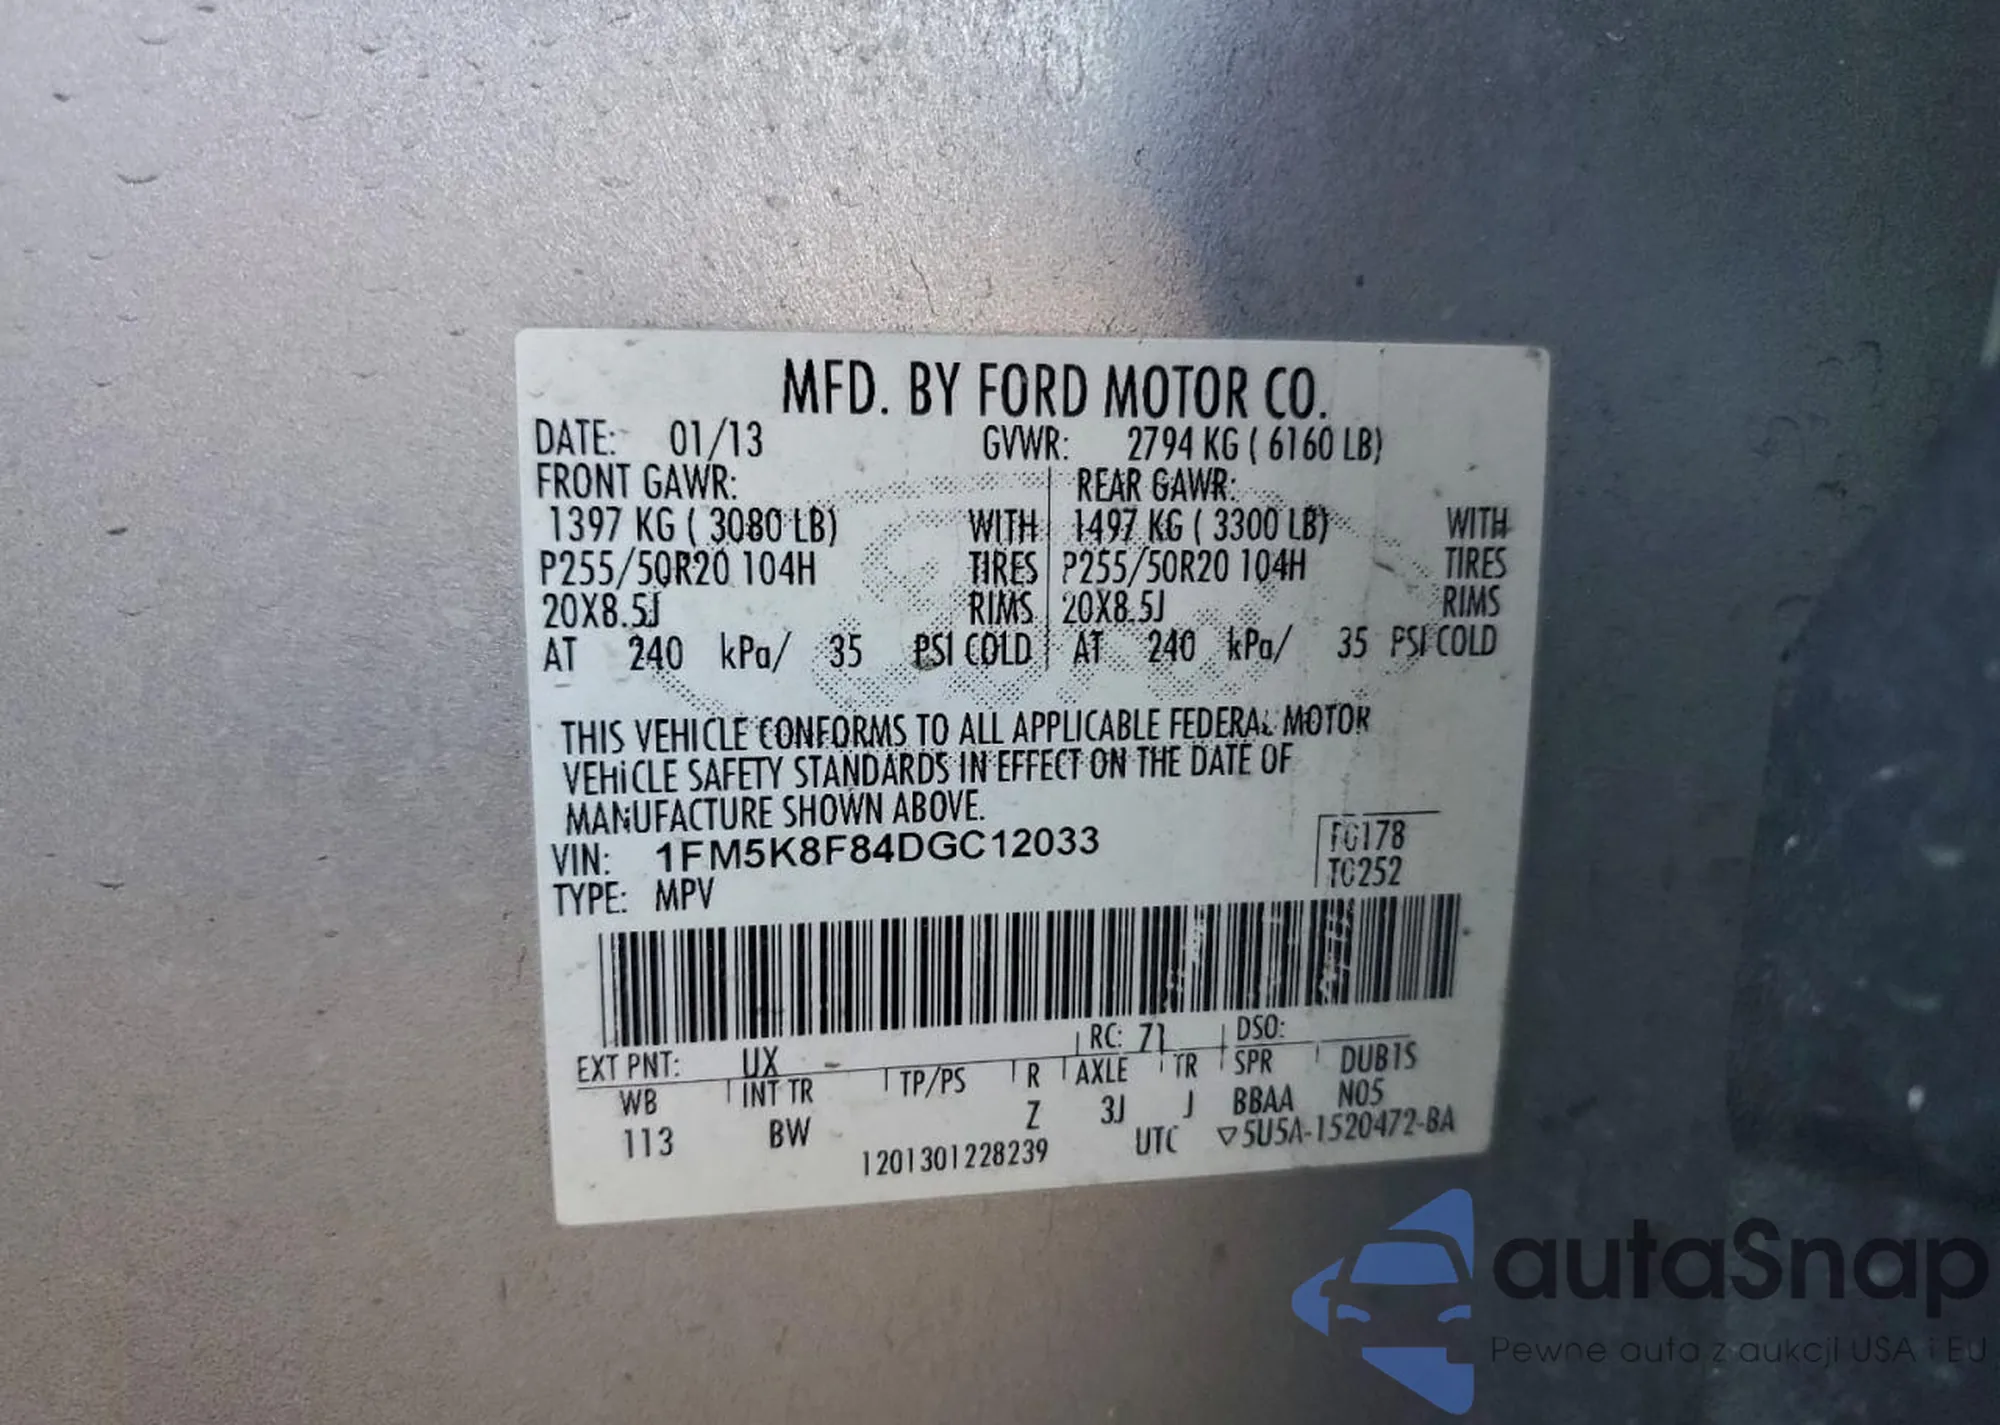 MFD. BY FORD MOTOR CO.
DATE: 01/13 GVWR: 2794 KG ( 6160 LB)
FRONT GAWR: REAR GAWR:
1397 KG ( 3080 LB) WITH 1497 KG ( 3300 LB) WITH
P255/50R20 104H TIRES P255/50R20 104H TIRES
20X8.5J RIMS 20X8.5J RIMS
AT 240 kPa/ 35 PSI COLD AT 240 kPa/ 35 PSI COLD
THIS VEHICLE CONFORMS TO ALL APPLICABLE FEDERAL MOTOR
VEHICLE SAFETY STANDARDS IN EFFECT ON THE DATE OF
MANUFACTURE SHOWN ABOVE.
VIN: 1FM5K8F84DGC12033
TYPE: MPV
FC178
TC252
RC: 71 DSO:
EXT PNT: UX
WB INT TR TP/PS R AXLE TR SPR DUB1S
113 BW Z 3J J BBAA N05
1201301228239 UTC ▽5U5A-1520472-BA
autaSnap
Pewne auta z aukcji USA i EU